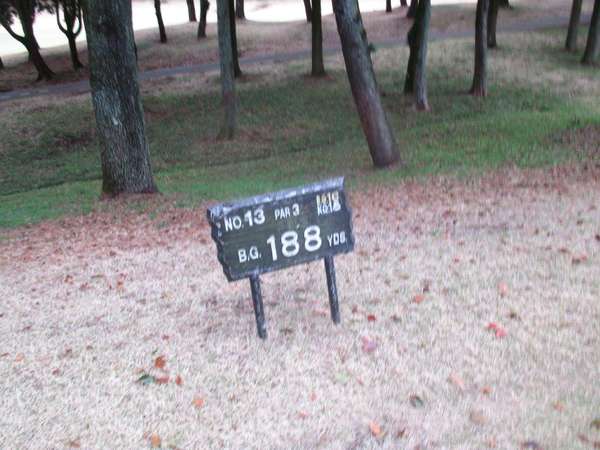 NO.13 PAR 3
B.G. 188 YDS.